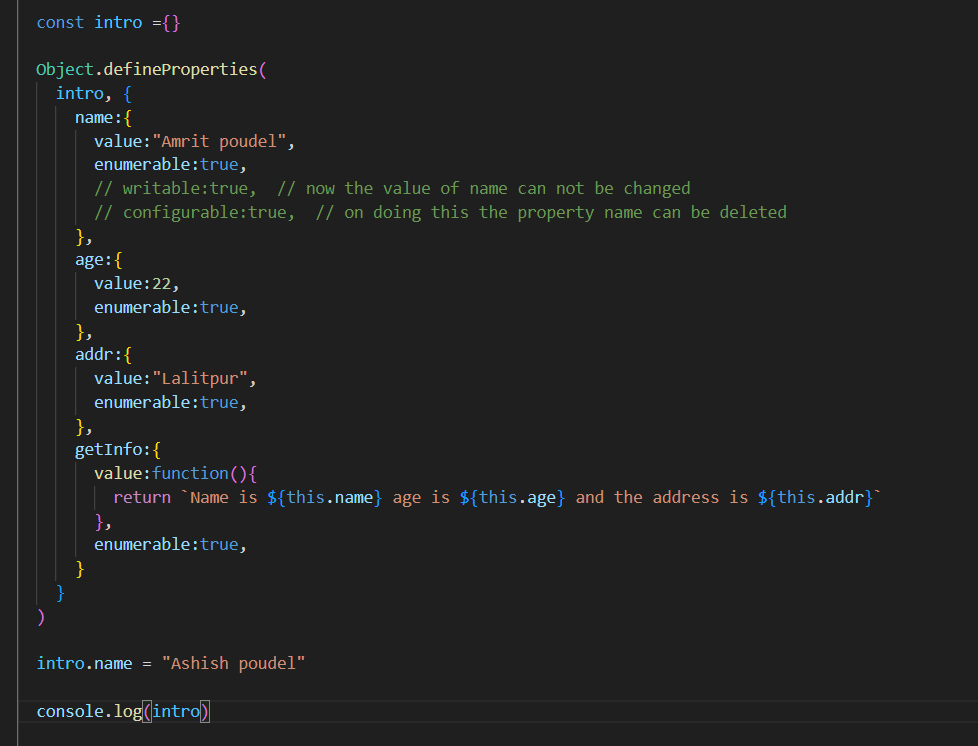 const intro ={}
Object.defineProperties(
intro, {
name:{
value:"Amrit poudel",
enumerable:true,
// writable:true,  // now the value of name can not be changed
// configurable:true,  // on doing this the property name can be deleted
},
age:{
value:22,
enumerable:true,
},
addr:{
value:"Lalitpur",
enumerable:true,
},
getInfo:{
value:function(){
return `Name is ${this.name} age is ${this.age} and the address is ${this.addr}`
},
enumerable:true,
}
}
)
intro.name = "Ashish poudel"
console.log(intro)